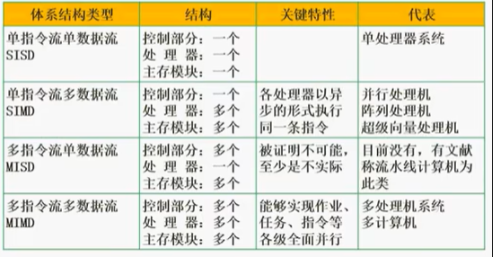 体系结构类型 结构 关键特性 代表
单指令流单数据流 控制部分：一个 单处理器系统
SISD 处 理 器：一个
主存模块：一个
单指令流多数据流 控制部分：一个 各处理器以异 并行处理机
SIMD 处 理 器：多个 步的形式执行 阵列处理机
主存模块：多个 同一条指令 超级向量处理机
多指令流单数据流 控制部分：多个 被证明不可能， 目前没有，有文献
MISD 处 理 器：一个 至少是不实际 称流水线计算机为
主存模块：多个 此类
多指令流多数据流 控制部分：多个 能够实现作业、 多处理机系统
MIMD 处 理 器：多个 任务、指令等 多计算机
主存模块：多个 各级全面并行